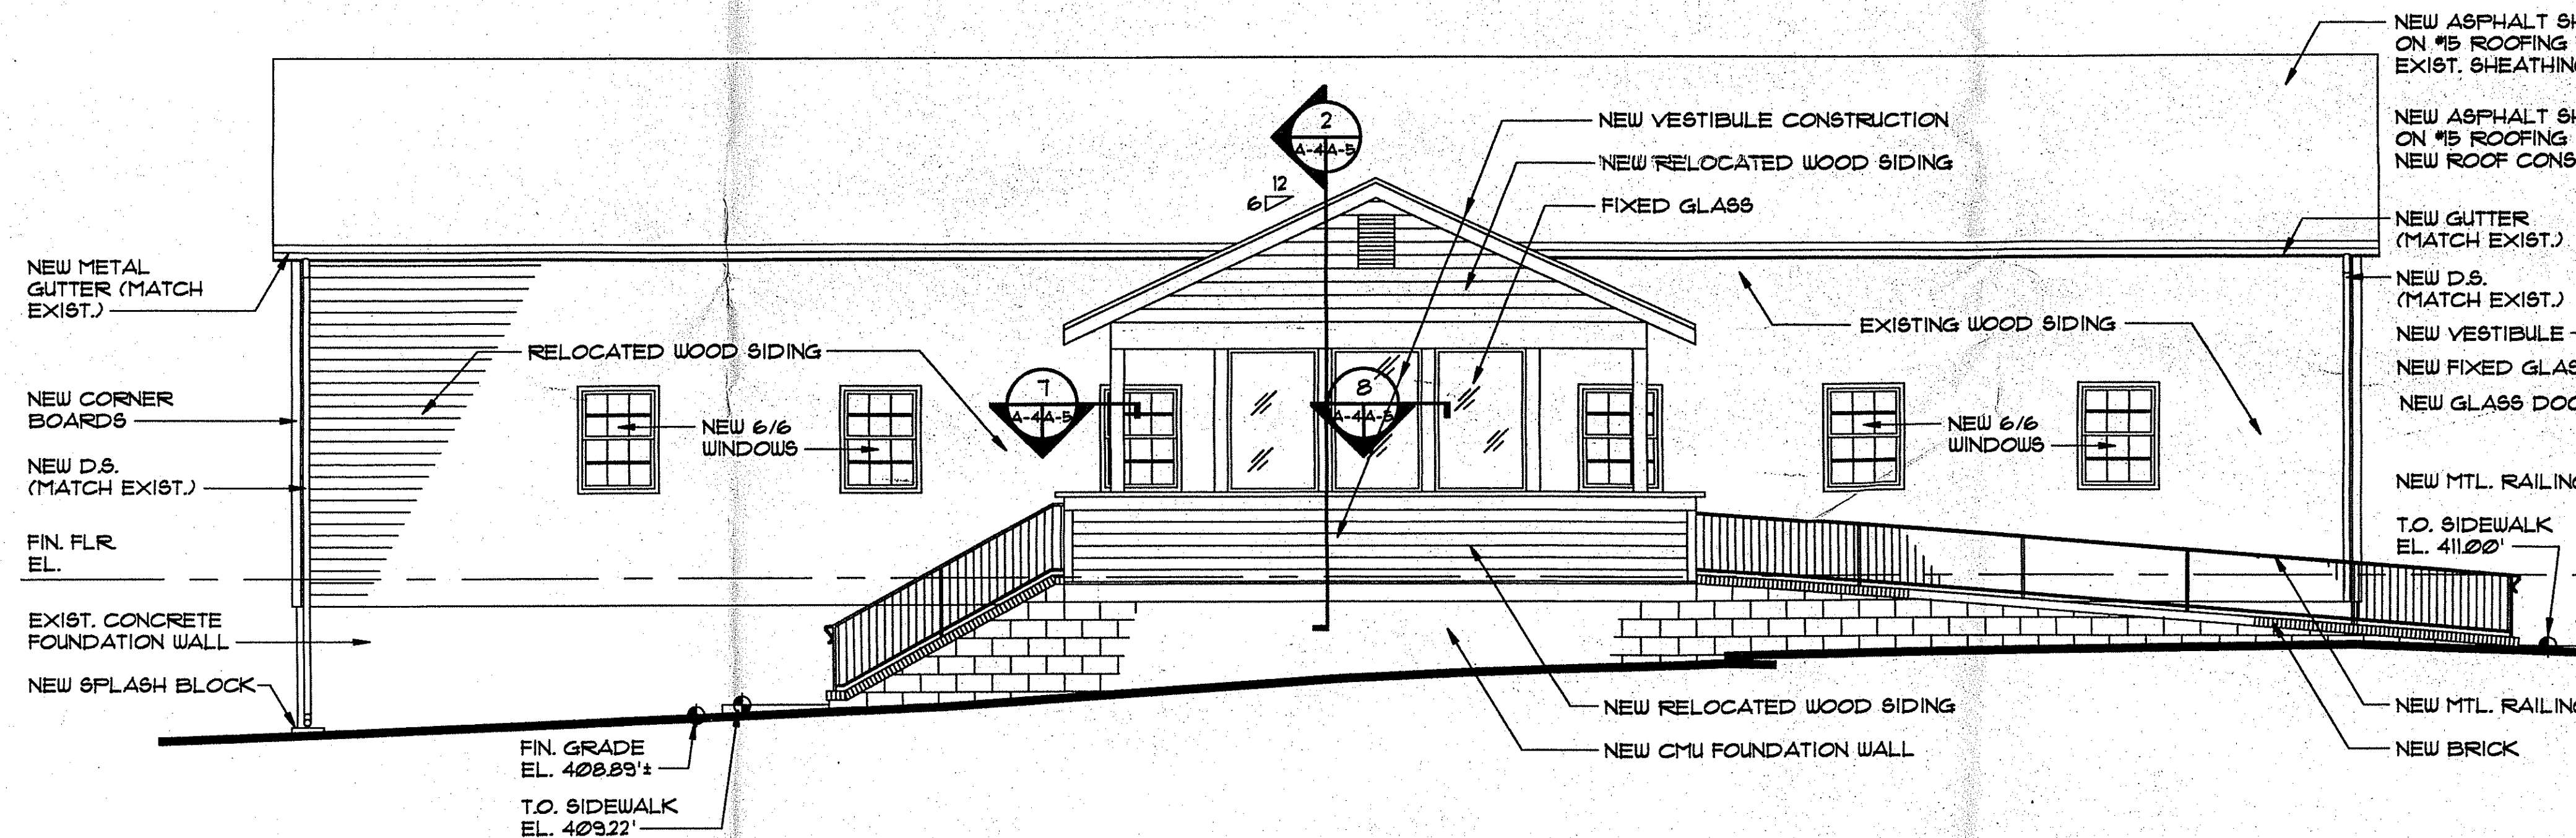 NEW METAL
GUTTER (MATCH
EXIST.)
NEW CORNER
BOARDS
NEW D.S.
(MATCH EXIST.)
FIN. FLR.
EL.
EXIST. CONCRETE
FOUNDATION WALL
NEW SPLASH BLOCK
FIN. GRADE
EL. 408.89'±
T.O. SIDEWALK
EL. 409.22'
RELOCATED WOOD SIDING
NEW 6/6
WINDOWS
7
A-4 A-5
2
A-4 A-5
12
6
8
A-4 A-5
NEW VESTIBULE CONSTRUCTION
NEW RELOCATED WOOD SIDING
FIXED GLASS
EXISTING WOOD SIDING
NEW 6/6
WINDOWS
NEW RELOCATED WOOD SIDING
NEW CMU FOUNDATION WALL
NEW ASPHALT SH
ON #15 ROOFING
EXIST. SHEATHING
NEW ASPHALT SH
ON #15 ROOFING
NEW ROOF CONS
NEW GUTTER
(MATCH EXIST.)
NEW D.S.
(MATCH EXIST.)
NEW VESTIBULE
NEW FIXED GLAS
NEW GLASS DOO
NEW MTL. RAILING
T.O. SIDEWALK
EL. 411.00'
NEW MTL. RAILING
NEW BRICK